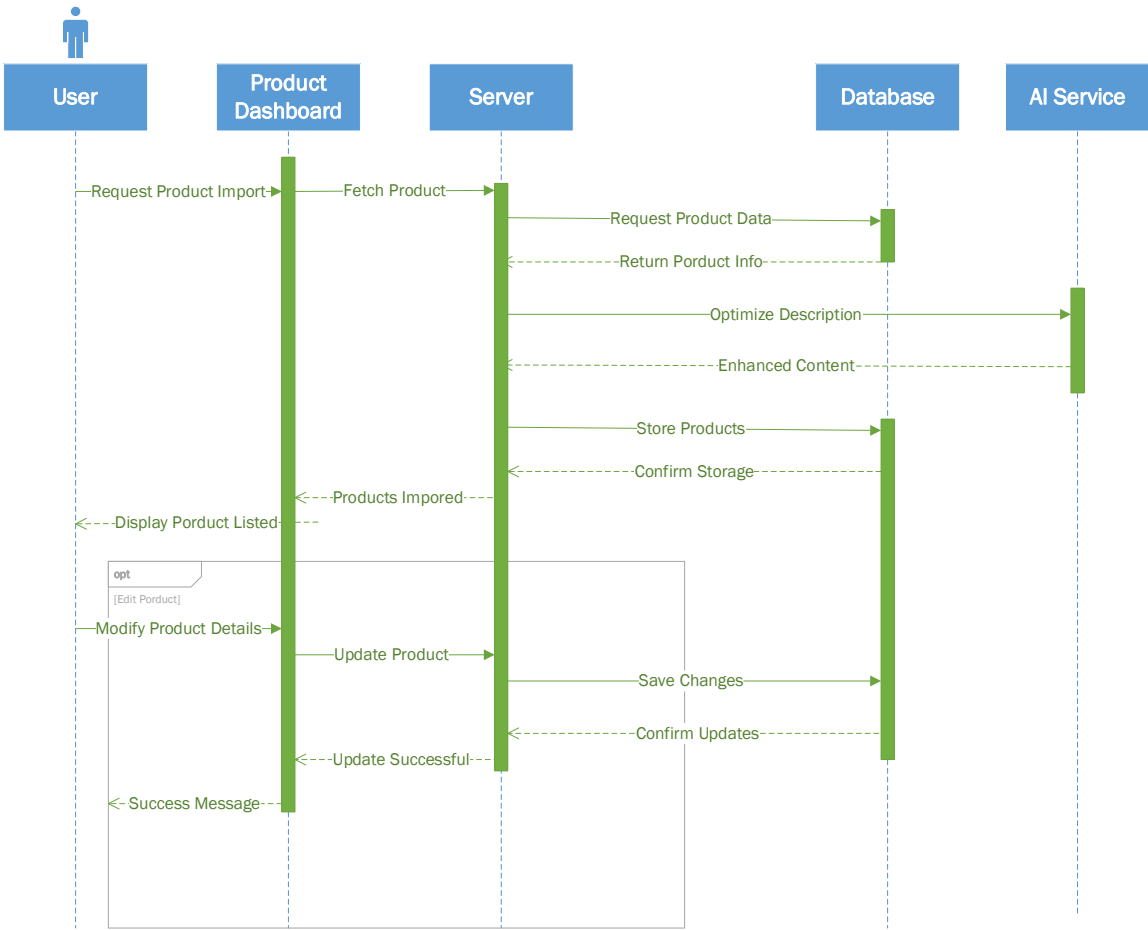 User
Product
Dashboard
Server
Database
AI Service
Request Product Import
Fetch Product
Request Product Data
Return Porduct Info
Optimize Description
Enhanced Content
Store Products
Confirm Storage
Products Impored
Display Porduct Listed
opt
[Edit Porduct]
Modify Product Details
Update Product
Save Changes
Confirm Updates
Update Successful
Success Message